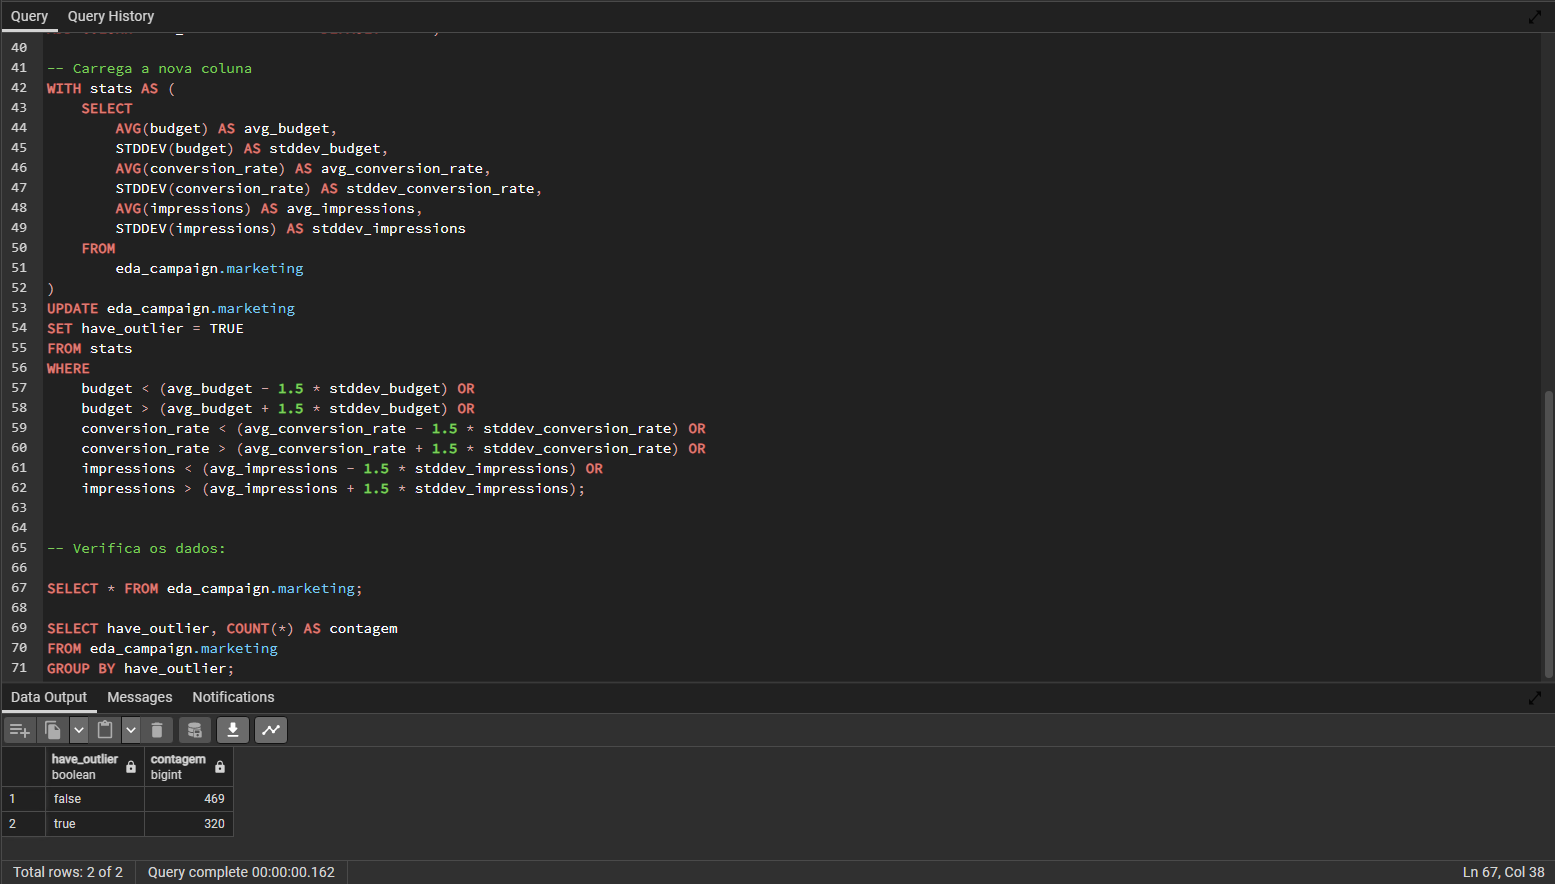 Query Query History
40
41 -- Carrega a nova coluna
42 WITH stats AS (
43 SELECT
44 AVG(budget) AS avg_budget,
45 STDDEV(budget) AS stddev_budget,
46 AVG(conversion_rate) AS avg_conversion_rate,
47 STDDEV(conversion_rate) AS stddev_conversion_rate,
48 AVG(impressions) AS avg_impressions,
49 STDDEV(impressions) AS stddev_impressions
50 FROM
51 eda_campaign.marketing
52 )
53 UPDATE eda_campaign.marketing
54 SET have_outlier = TRUE
55 FROM stats
56 WHERE
57 budget < (avg_budget - 1.5 * stddev_budget) OR
58 budget > (avg_budget + 1.5 * stddev_budget) OR
59 conversion_rate < (avg_conversion_rate - 1.5 * stddev_conversion_rate) OR
60 conversion_rate > (avg_conversion_rate + 1.5 * stddev_conversion_rate) OR
61 impressions < (avg_impressions - 1.5 * stddev_impressions) OR
62 impressions > (avg_impressions + 1.5 * stddev_impressions);
63
64
65 -- Verifica os dados:
66
67 SELECT * FROM eda_campaign.marketing;
68
69 SELECT have_outlier, COUNT(*) AS contagem
70 FROM eda_campaign.marketing
71 GROUP BY have_outlier;
Data Output Messages Notifications
have_outlier contagem
boolean bigint
1 false 469
2 true 320
Total rows: 2 of 2 Query complete 00:00:00.162 Ln 67, Col 38